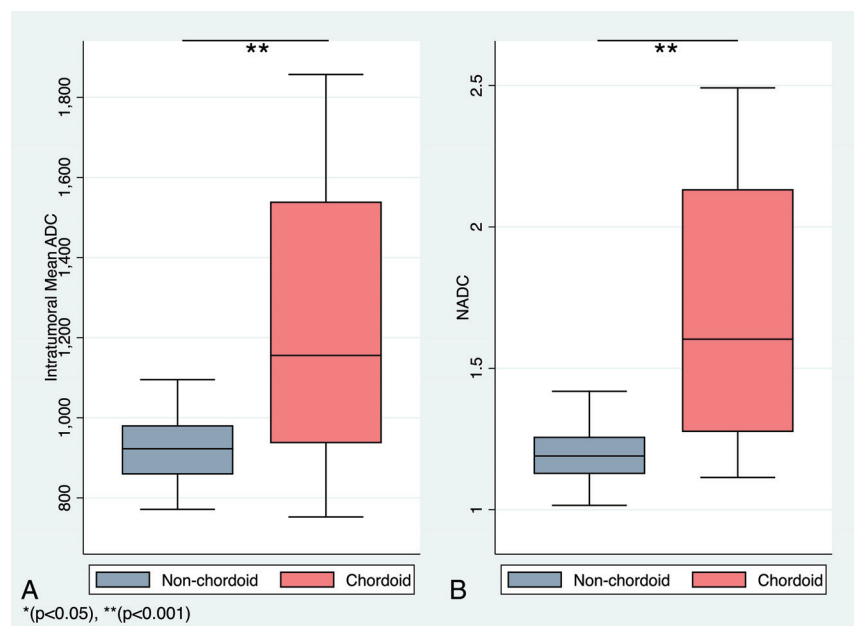 **
1,800
1,600
1,400
1,200
1,000
800
Intratumoral Mean ADC
Non-chordoid Chordoid
A
**
2.5
2
1.5
1
NADC
Non-chordoid Chordoid
B
*(p<0.05), **(p<0.001)